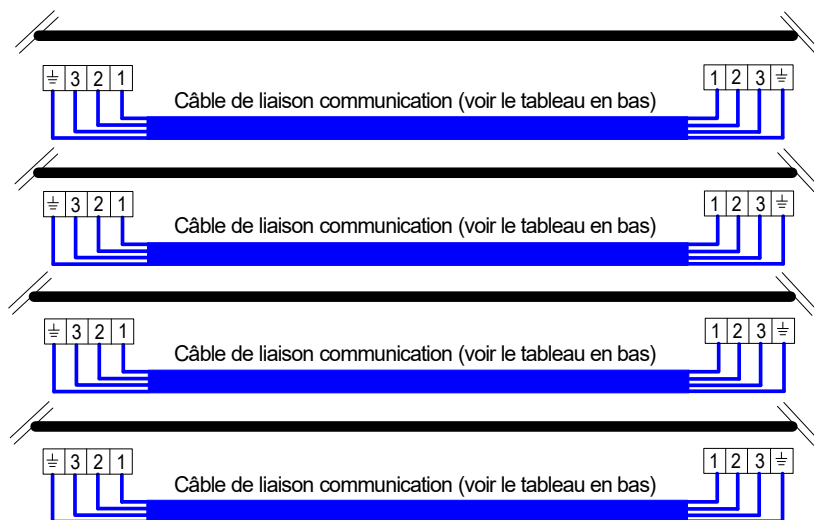 ⏚ 3 2 1 1 2 3 ⏚
Câble de liaison communication (voir le tableau en bas)
⏚ 3 2 1 1 2 3 ⏚
Câble de liaison communication (voir le tableau en bas)
⏚ 3 2 1 1 2 3 ⏚
Câble de liaison communication (voir le tableau en bas)
⏚ 3 2 1 1 2 3 ⏚
Câble de liaison communication (voir le tableau en bas)